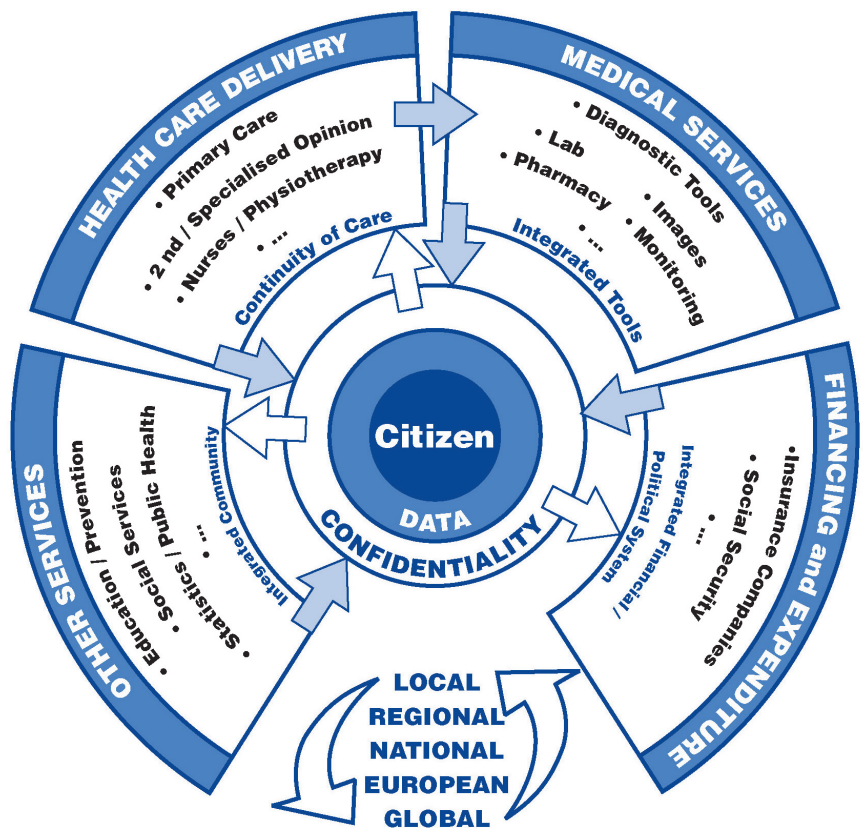 HEALTH CARE DELIVERY
• Primary Care
• 2 nd / Specialised Opinion
• Nurses / Physiotherapy
• ...
Continuity of Care
MEDICAL SERVICES
• Diagnostic Tools
• Lab
• Images
• Pharmacy
• Monitoring
• ...
Integrated Tools
FINANCING and EXPENDITURE
• Insurance Companies
• Social Security
• ...
Integrated Financial /
Political System
OTHER SERVICES
• Education / Prevention
• Social Services
• Statistics / Public Health
• ...
Integrated Community
Citizen
DATA
CONFIDENTIALITY
LOCAL
REGIONAL
NATIONAL
EUROPEAN
GLOBAL